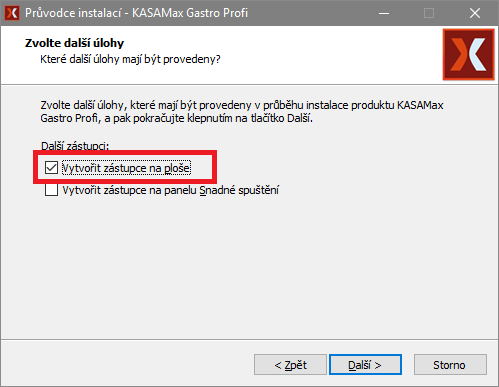 Průvodce instalací - KASAMax Gastro Profi
Zvolte další úlohy
Které další úlohy mají být provedeny?
Zvolte další úlohy, které mají být provedeny v průběhu instalace produktu KASAMax
Gastro Profi, a pak pokračujte klepnutím na tlačítko Další.
Další zástupci:
Vytvořit zástupce na ploše
Vytvořit zástupce na panelu Snadné spuštění
< Zpět
Další >
Storno